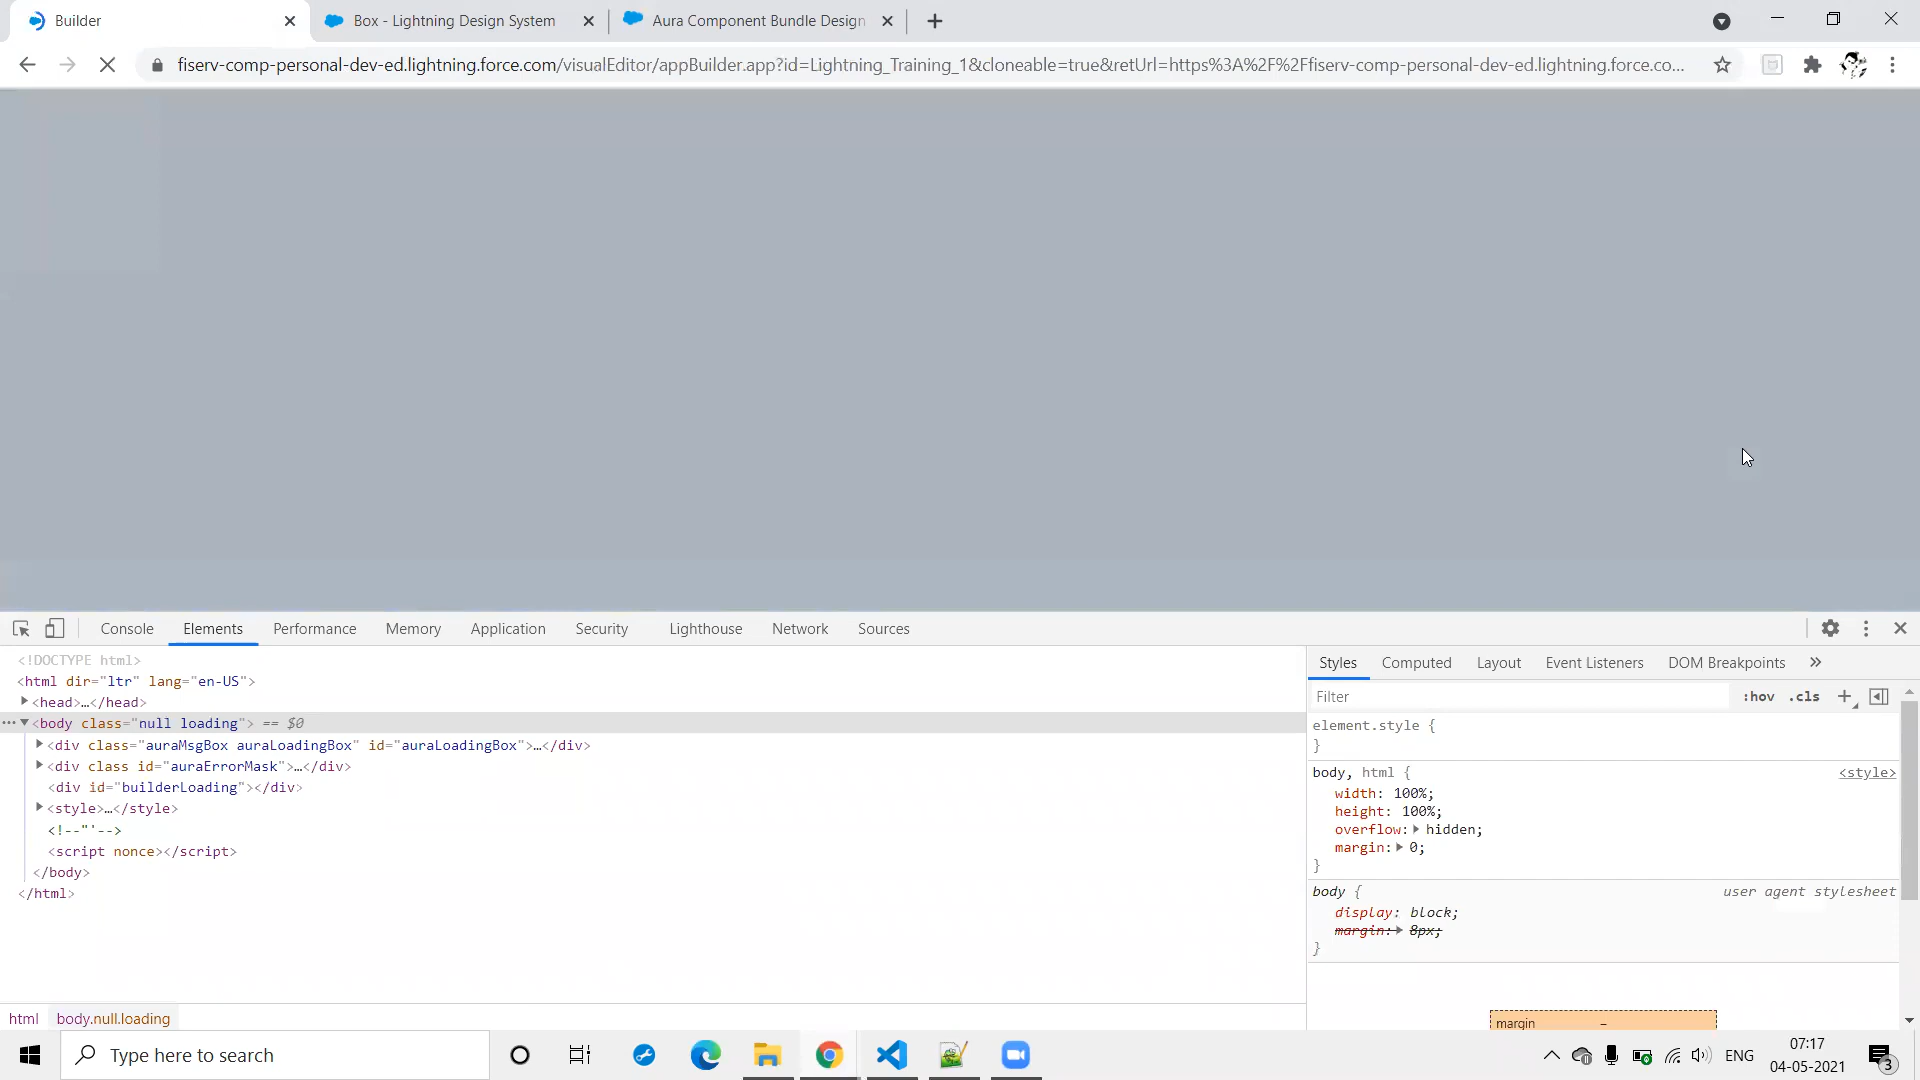 Builder
Box - Lightning Design System
Aura Component Bundle Design
fiserv-comp-personal-dev-ed.lightning.force.com/visualEditor/appBuilder.app?id=Lightning_Training_1&cloneable=true&retUrl=https%3A%2F%2Ffiserv-comp-personal-dev-ed.lightning.force.co...
Console Elements Performance Memory Application Security Lighthouse Network Sources
<!DOCTYPE html>
<html dir="ltr" lang="en-US">
<head>…</head>
<body class="null loading"> == $0
<div class="auraMsgBox auraLoadingBox" id="auraLoadingBox">…</div>
<div class id="auraErrorMask">…</div>
<div id="builderLoading"></div>
<style>…</style>
<!--"'-->
<script nonce></script>
</body>
</html>
html body.null.loading
Styles Computed Layout Event Listeners DOM Breakpoints »
Filter :hov .cls +
element.style {
}
body, html { <style>
width: 100%;
height: 100%;
overflow: hidden;
margin: 0;
}
body { user agent stylesheet
display: block;
margin: 8px;
}
margin –
Type here to search
ENG
07:17
04-05-2021
3